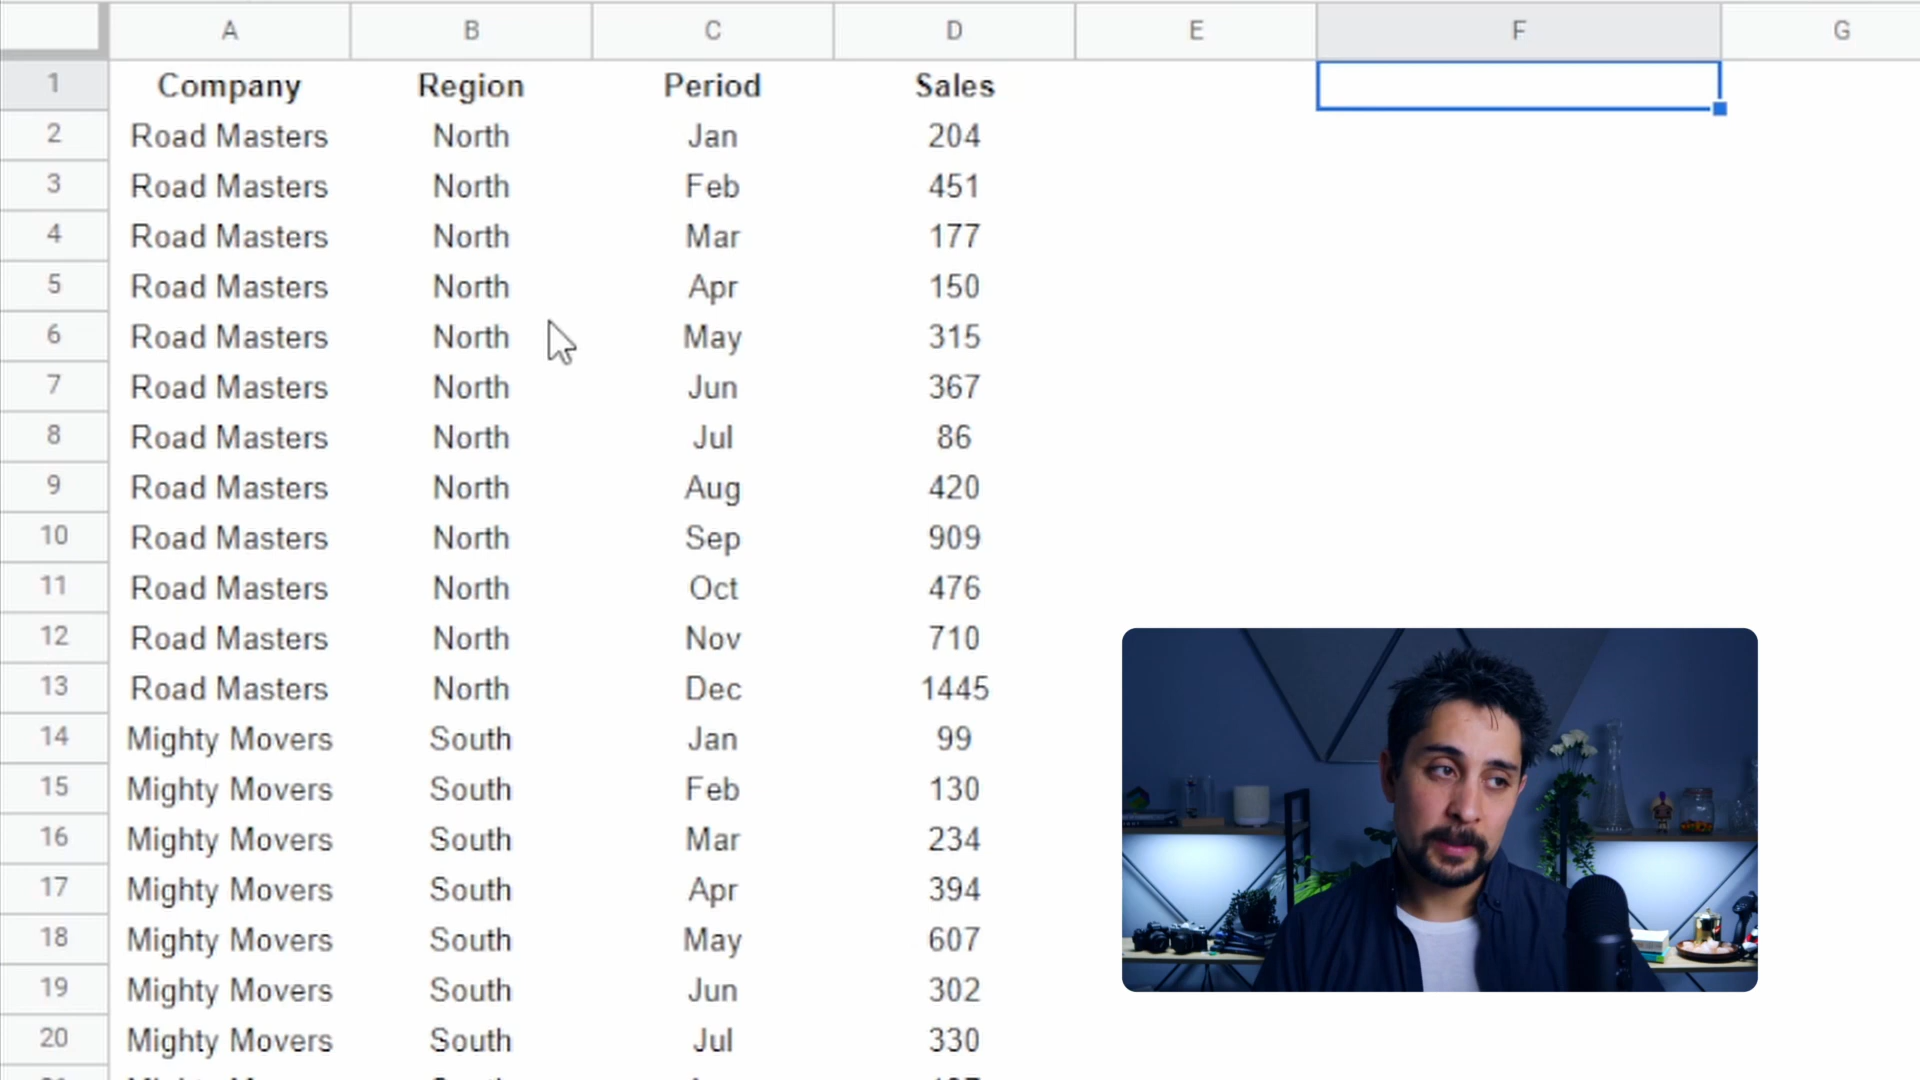 A B C D E F G
1 Company Region Period Sales
2 Road Masters North Jan 204
3 Road Masters North Feb 451
4 Road Masters North Mar 177
5 Road Masters North Apr 150
6 Road Masters North May 315
7 Road Masters North Jun 367
8 Road Masters North Jul 86
9 Road Masters North Aug 420
10 Road Masters North Sep 909
11 Road Masters North Oct 476
12 Road Masters North Nov 710
13 Road Masters North Dec 1445
14 Mighty Movers South Jan 99
15 Mighty Movers South Feb 130
16 Mighty Movers South Mar 234
17 Mighty Movers South Apr 394
18 Mighty Movers South May 607
19 Mighty Movers South Jun 302
20 Mighty Movers South Jul 330